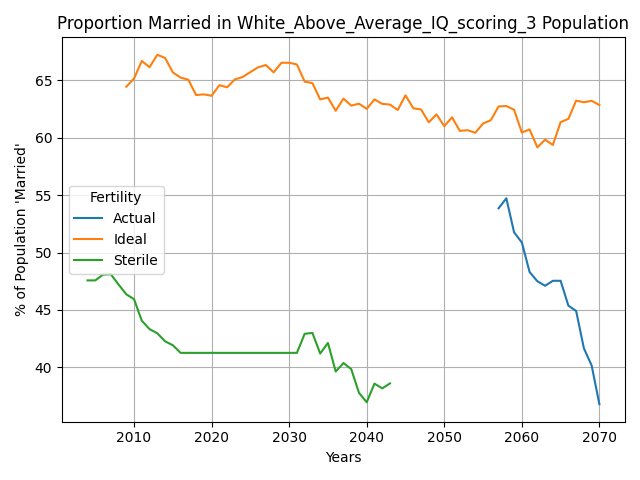 Proportion Married in White_Above_Average_IQ_scoring_3 Population
% of Population 'Married'
65
60
55
50
45
40
Fertility
Actual
Ideal
Sterile
2010 2020 2030 2040 2050 2060 2070
Years